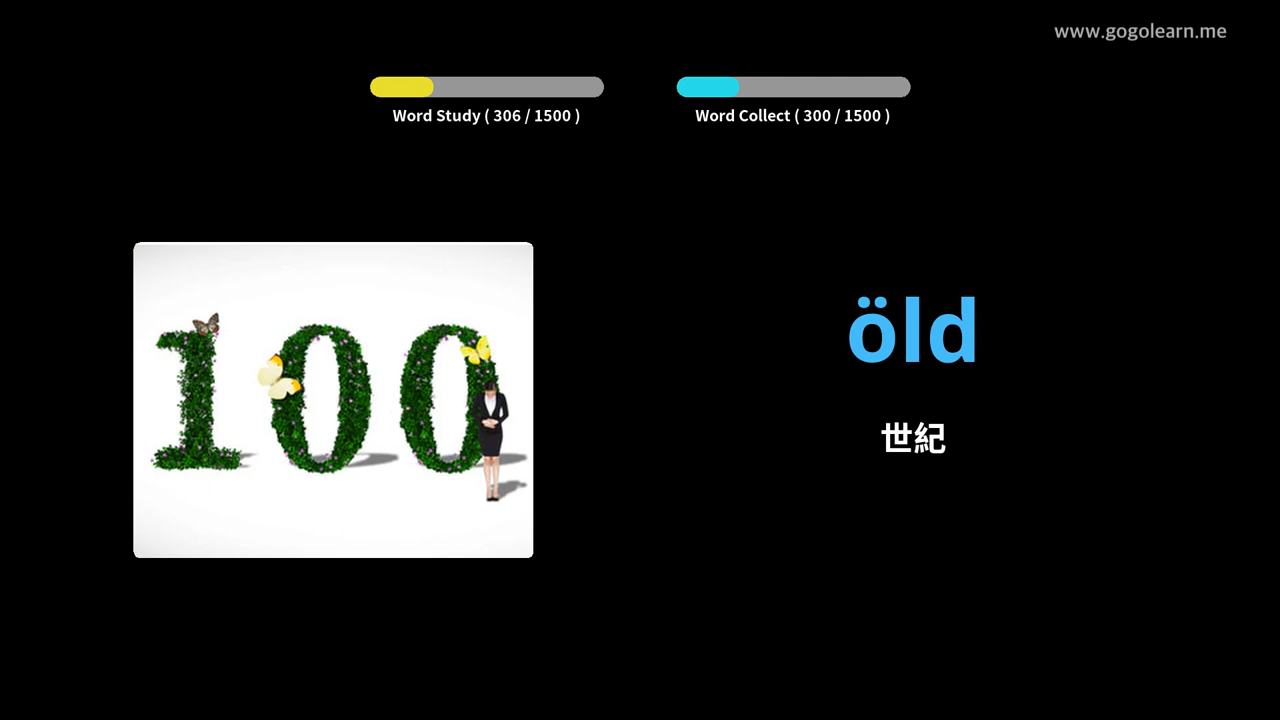 www.gogolearn.me
Word Study ( 306 / 1500 )
Word Collect ( 300 / 1500 )
100
öld
世紀